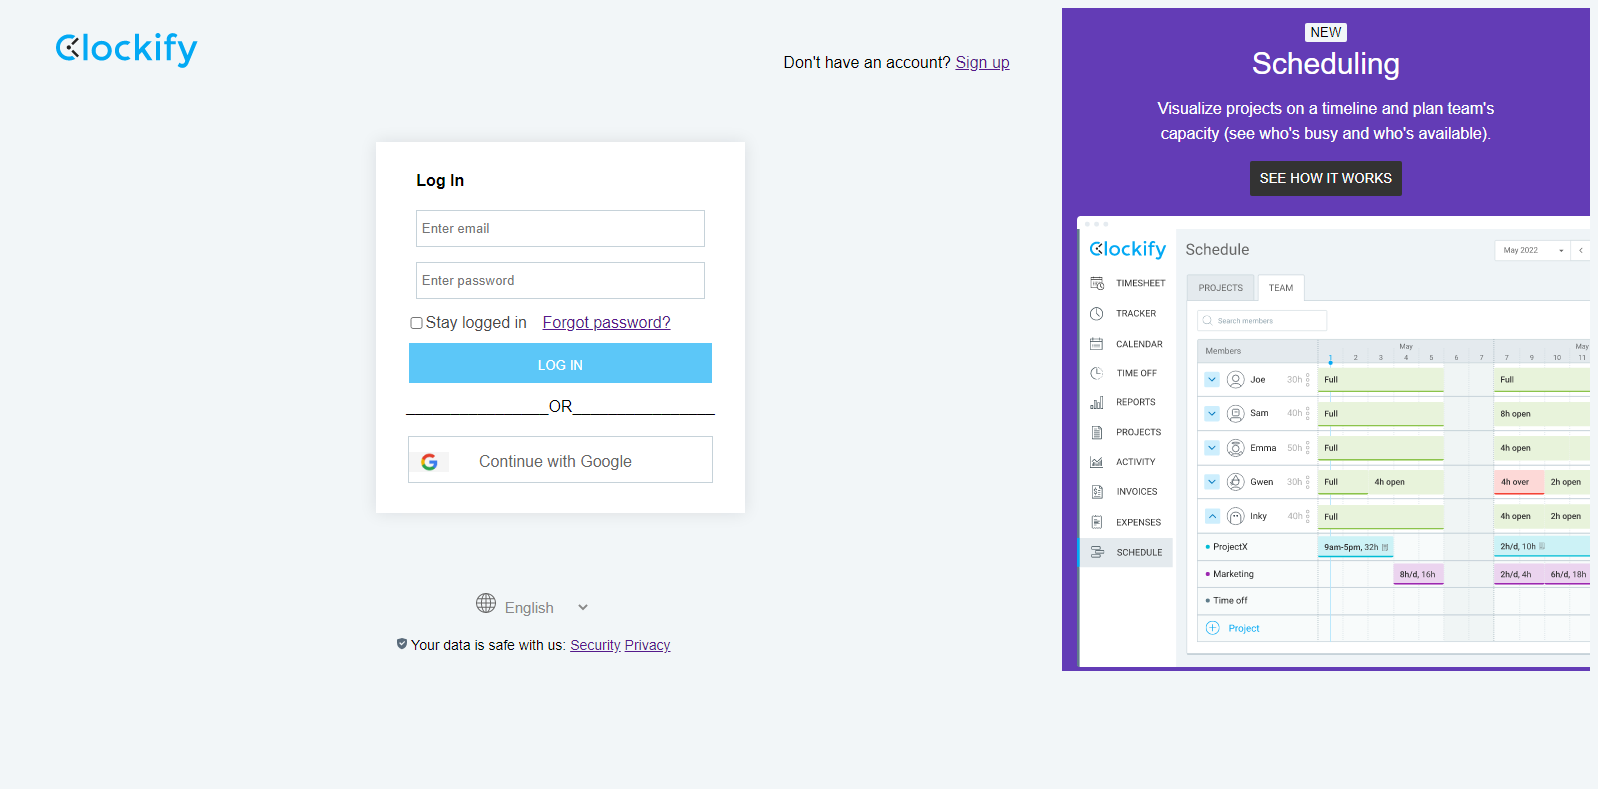 Clockify
Don't have an account? Sign up
Log In
Enter email
Enter password
Stay logged in Forgot password?
LOG IN
OR
Continue with Google
English
Your data is safe with us: Security Privacy
NEW
Scheduling
Visualize projects on a timeline and plan team's
capacity (see who's busy and who's available).
SEE HOW IT WORKS
Clockify
TIMESHEET
TRACKER
CALENDAR
TIME OFF
REPORTS
PROJECTS
ACTIVITY
INVOICES
EXPENSES
SCHEDULE
Schedule
May 2022
PROJECTS TEAM
Search members
Members May May
1 2 3 4 5 6 7 7 9 10 11
Joe 30h Full Full
Sam 40h Full 8h open
Emma 50h Full 4h open
Gwen 30h Full 4h open 4h over 2h open
Inky 40h Full 4h open 2h open
ProjectX 9am-5pm, 32h 2h/d, 10h
Marketing 8h/d, 16h 2h/d, 4h 6h/d, 18h
Time off
Project